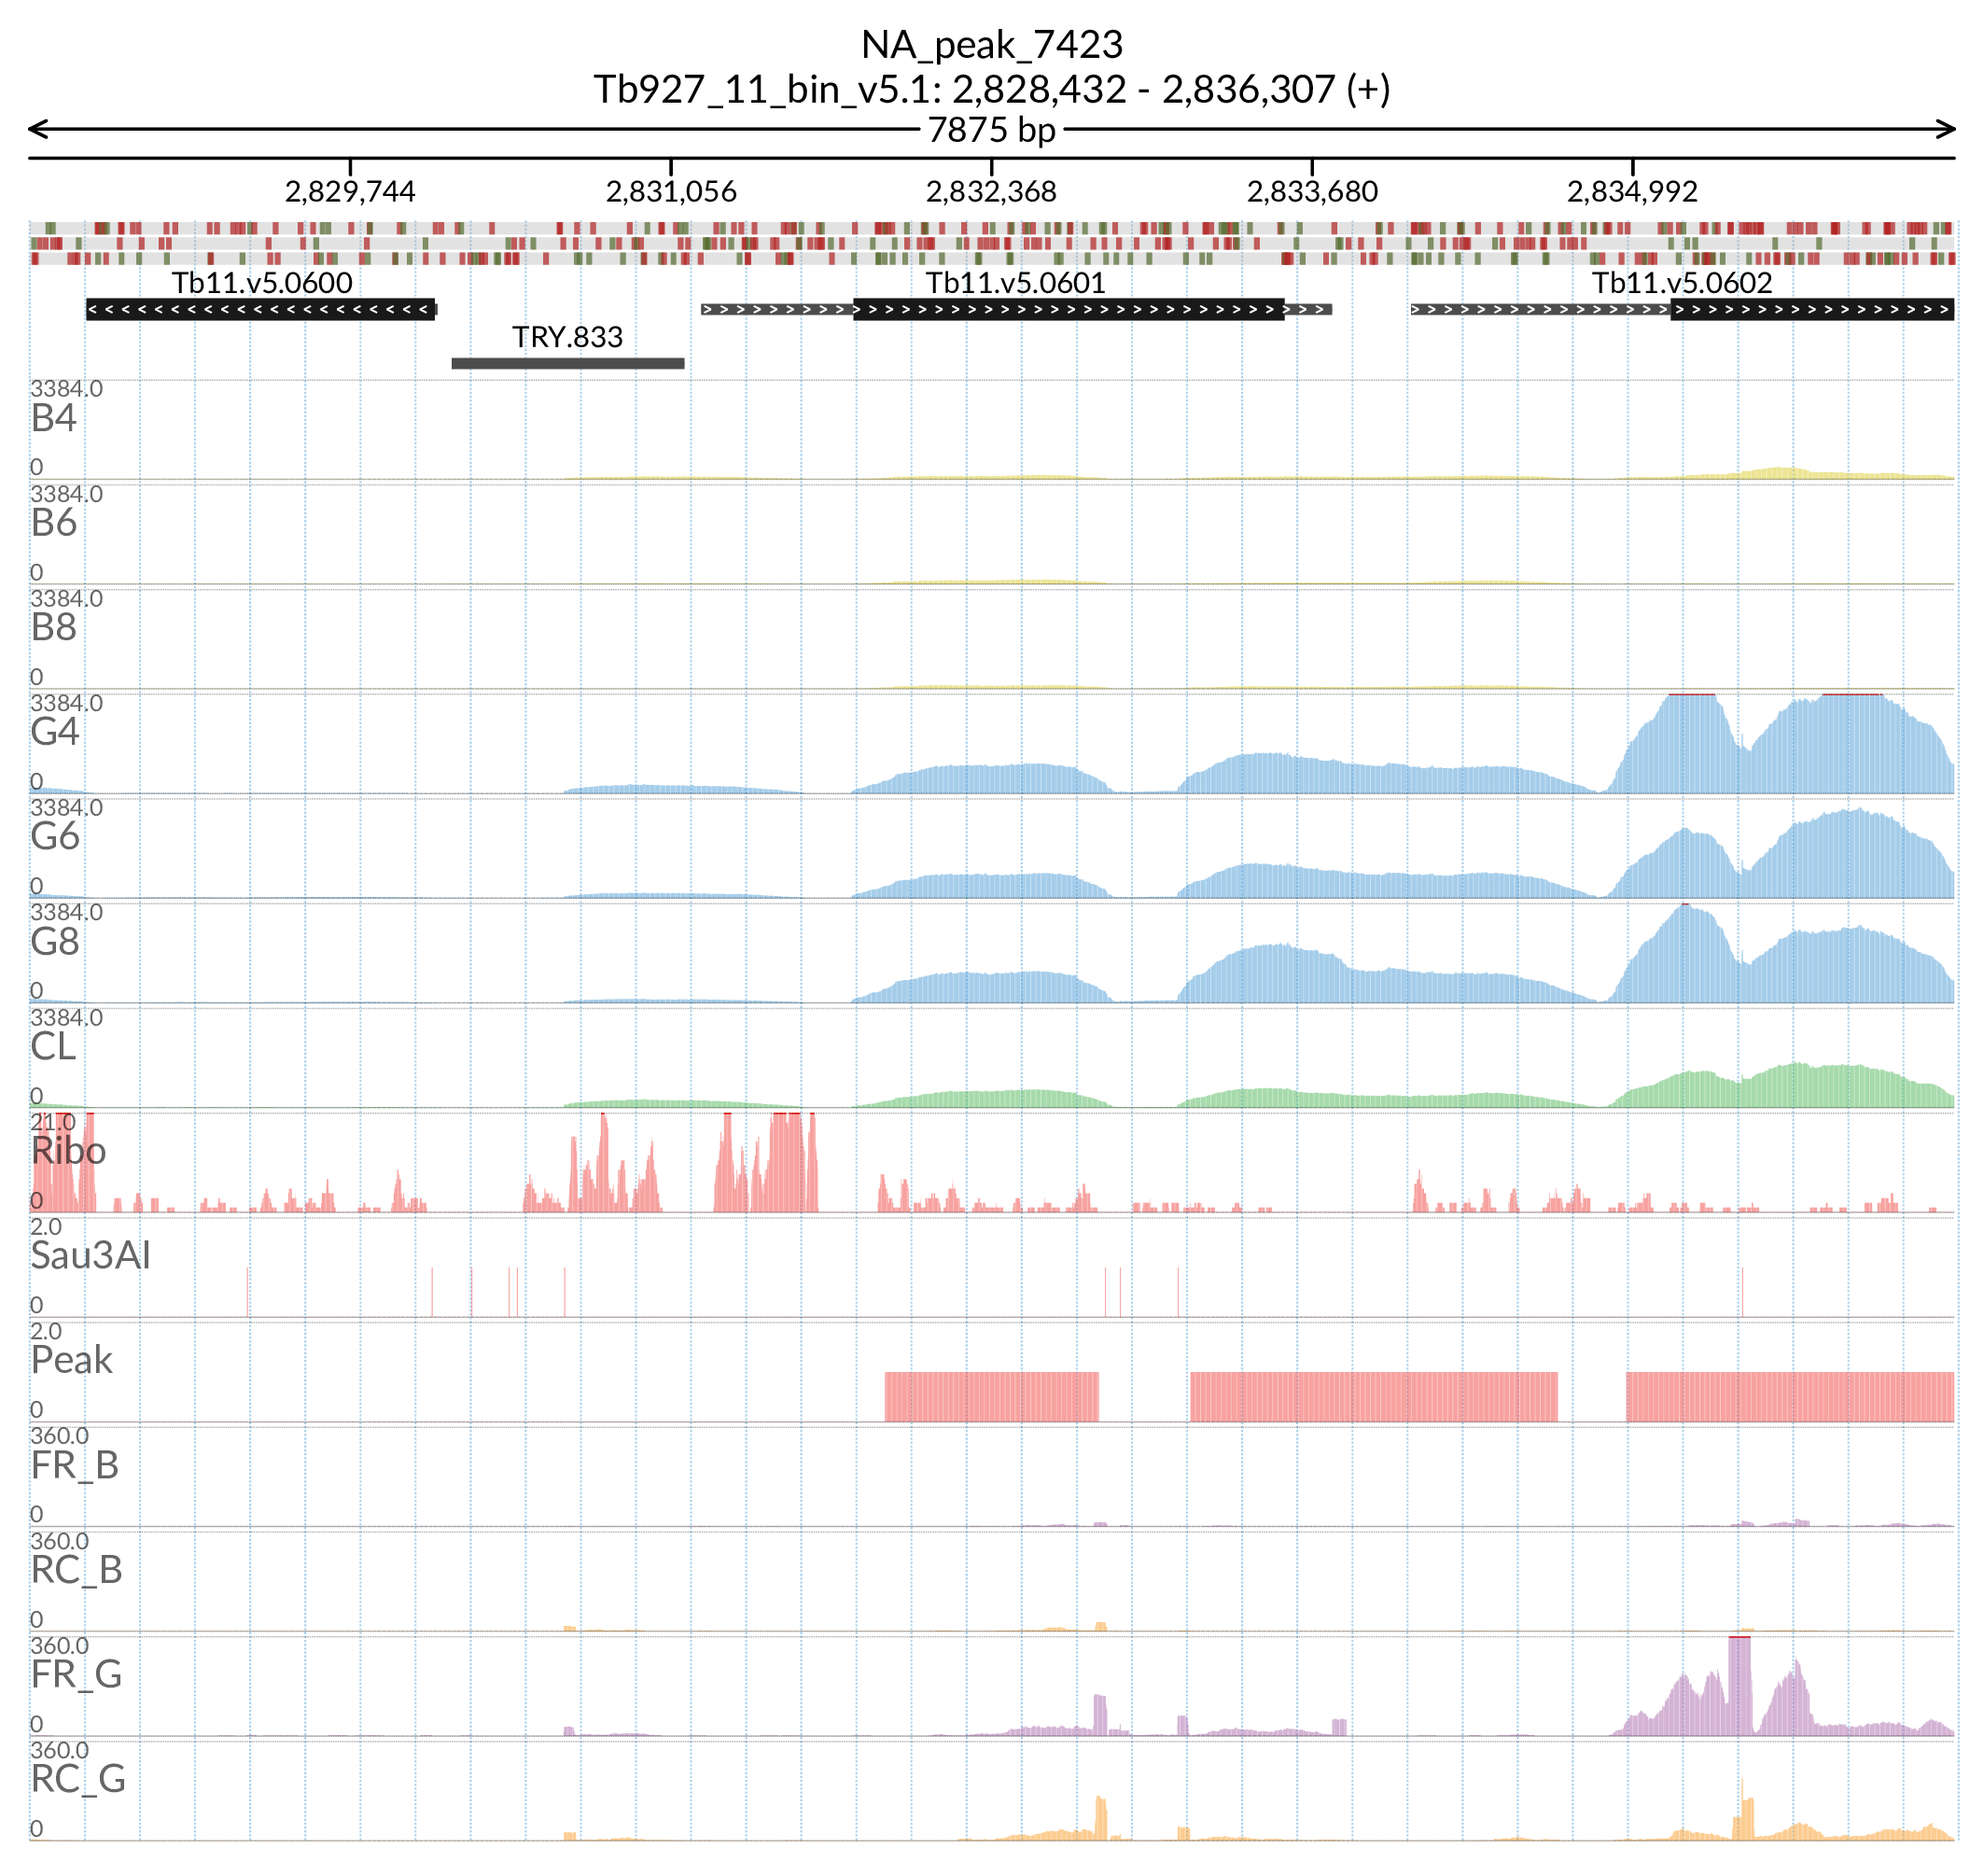 NA_peak_7423
Tb927_11_bin_v5.1: 2,828,432 - 2,836,307 (+)
7875 bp
2,829,744 2,831,056 2,832,368 2,833,680 2,834,992
Tb11.v5.0600 Tb11.v5.0601 Tb11.v5.0602
TRY.833
3384.0
B4
0
3384.0
B6
0
3384.0
B8
0
3384.0
G4
0
3384.0
G6
0
3384.0
G8
0
3384.0
CL
0
21.0
Ribo
0
2.0
Sau3AI
0
2.0
Peak
0
360.0
FR_B
0
360.0
RC_B
0
360.0
FR_G
0
360.0
RC_G
0